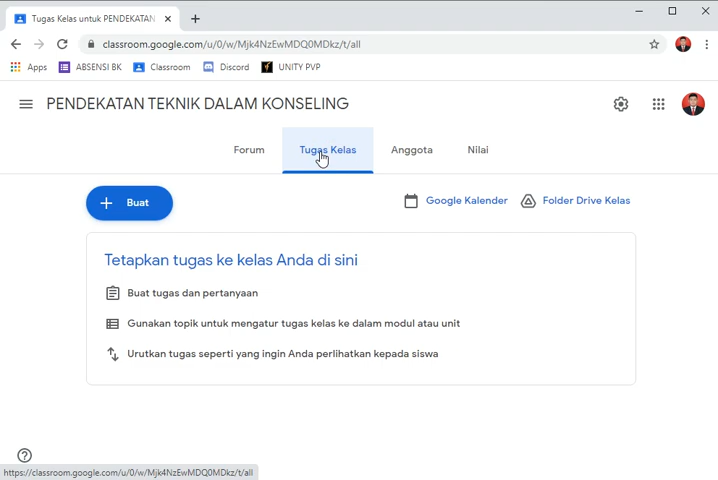 Tugas Kelas untuk PENDEKATAN
classroom.google.com/u/0/w/Mjk4NzEwMDQ0MDkz/t/all
Apps ABSENSI BK Classroom Discord UNITY PVP
PENDEKATAN TEKNIK DALAM KONSELING
Forum Tugas Kelas Anggota Nilai
Buat Google Kalender Folder Drive Kelas
Tetapkan tugas ke kelas Anda di sini
Buat tugas dan pertanyaan
Gunakan topik untuk mengatur tugas kelas ke dalam modul atau unit
Urutkan tugas seperti yang ingin Anda perlihatkan kepada siswa
https://classroom.google.com/u/0/w/Mjk4NzEwMDQ0MDkz/t/all